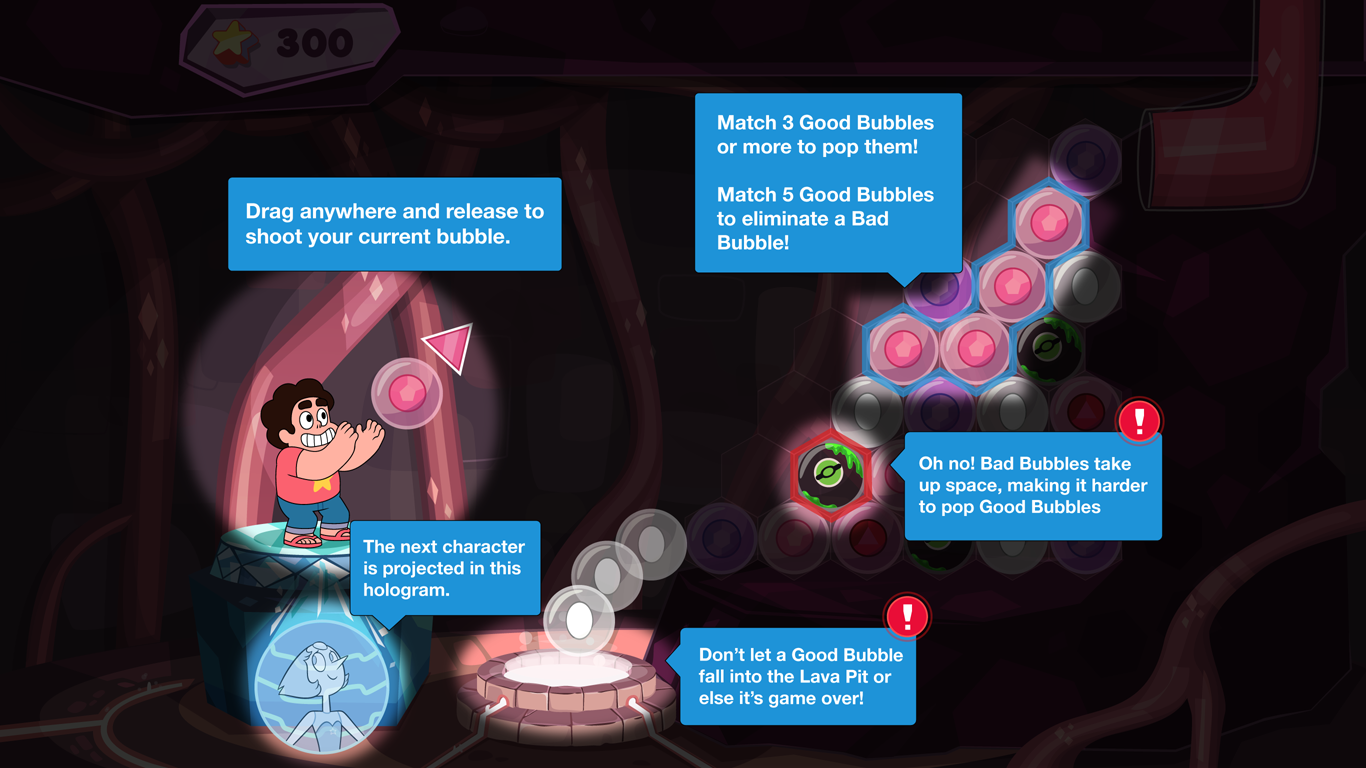 300
Match 3 Good Bubbles
or more to pop them!
Match 5 Good Bubbles
to eliminate a Bad
Bubble!
Drag anywhere and release to
shoot your current bubble.
!
Oh no! Bad Bubbles take
up space, making it harder
to pop Good Bubbles
The next character
is projected in this
hologram.
!
Don’t let a Good Bubble
fall into the Lava Pit or
else it’s game over!